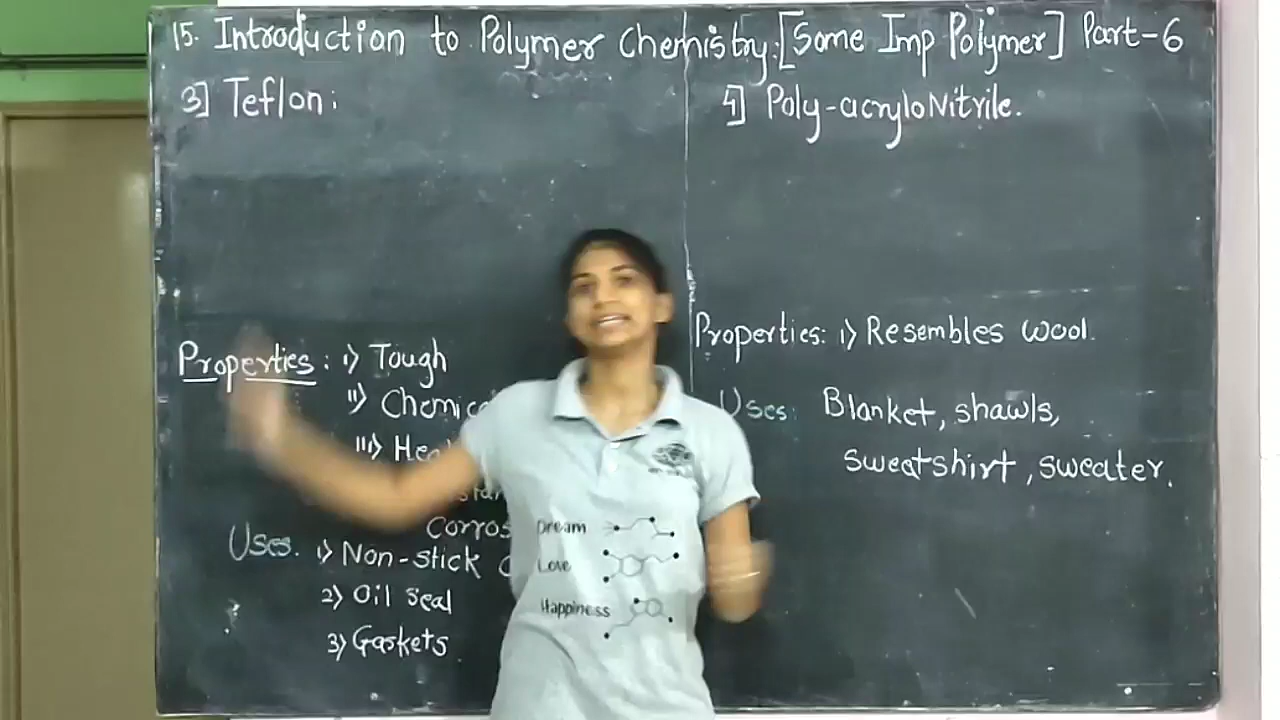 15. Introduction to Polymer Chemistry:[Some Imp Polymer] Part-6
3] Teflon:
Properties: i) Tough
ii) Chemica
iii) Hea
Corros
Uses. 1) Non-stick
2) Oil Seal
3) Gaskets
4] Poly-acryloNitrile.
Properties: i) Resembles wool.
Uses: Blanket, shawls,
sweatshirt, sweater.
Dream
Love
Happiness